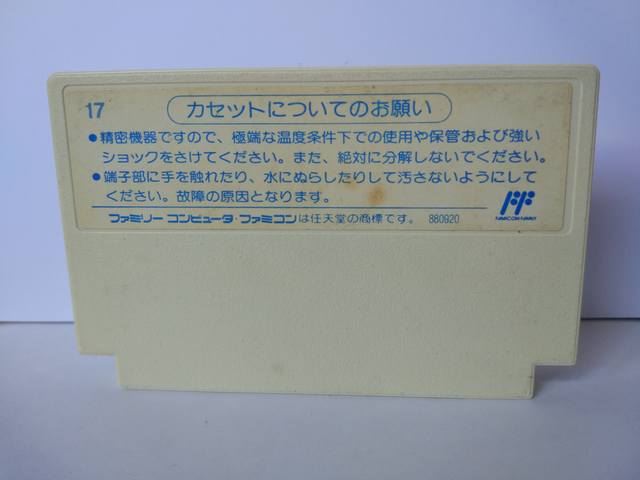 17
カセットについてのお願い
●精密機器ですので、極端な温度条件下での使用や保管および強い
ショックをさけてください。また、絶対に分解しないでください。
●端子部に手を触れたり、水にぬらしたりして汚さないようにして
ください。故障の原因となります。
ファミリー コンピュータ・ファミコンは任天堂の商標です。 880920
FAMICOM FAMILY